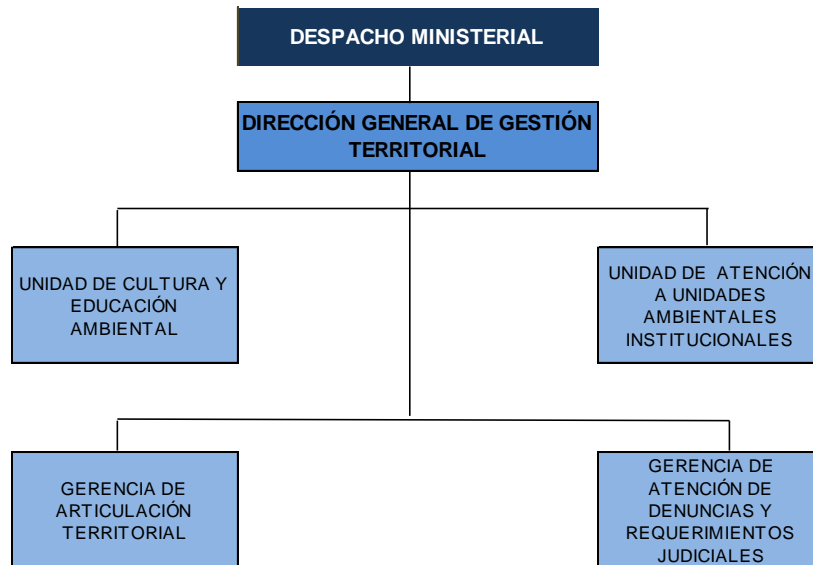 DESPACHO MINISTERIAL
DIRECCIÓN GENERAL DE GESTIÓN
TERRITORIAL
UNIDAD DE CULTURA Y
EDUCACIÓN
AMBIENTAL
UNIDAD DE ATENCIÓN
A UNIDADES
AMBIENTALES
INSTITUCIONALES
GERENCIA DE
ARTICULACIÓN
TERRITORIAL
GERENCIA DE
ATENCIÓN DE
DENUNCIAS Y
REQUERIMIENTOS
JUDICIALES